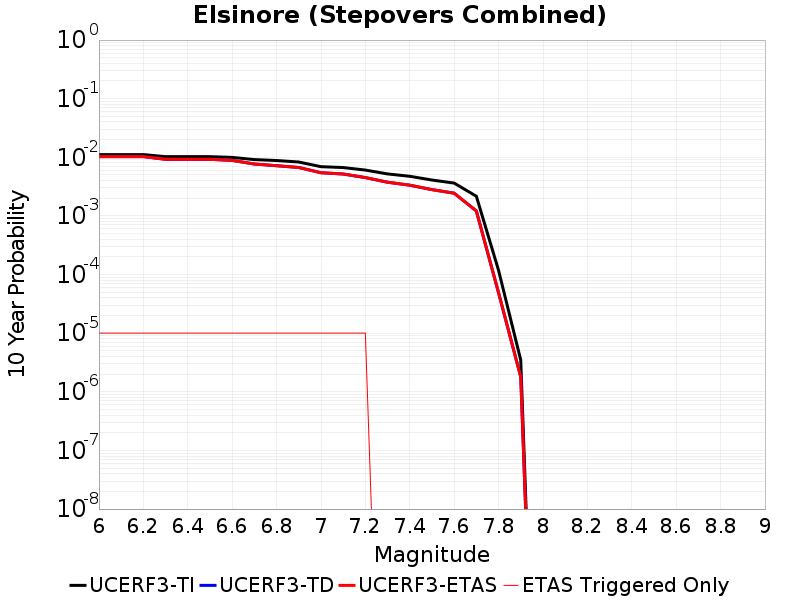 Elsinore (Stepovers Combined)
10^0
10^-1
10^-2
10^-3
10^-4
10^-5
10^-6
10^-7
10^-8
10 Year Probability
6 6.2 6.4 6.6 6.8 7 7.2 7.4 7.6 7.8 8 8.2 8.4 8.6 8.8 9
Magnitude
UCERF3-TI UCERF3-TD UCERF3-ETAS ETAS Triggered Only